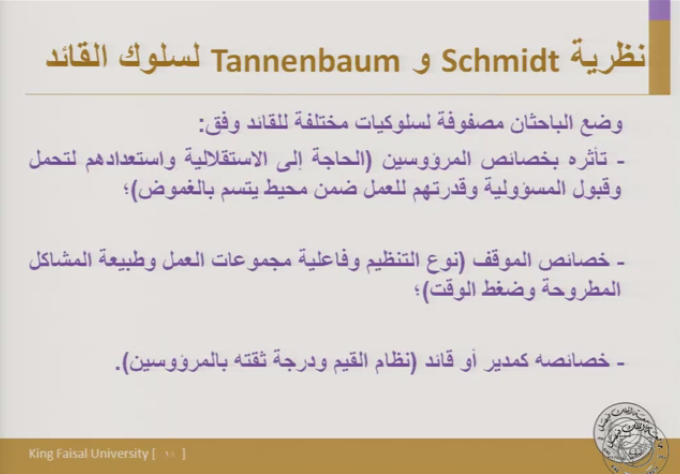 نظرية Schmidt و Tannenbaum لسلوك القائد
وضع الباحثان مصفوفة لسلوكيات مختلفة للقائد وفق:
- تأثره بخصائص المرؤوسين (الحاجة إلى الاستقلالية واستعدادهم لتحمل
وقبول المسؤولية وقدرتهم للعمل ضمن محيط يتسم بالغموض)؛
- خصائص الموقف (نوع التنظيم وفاعلية مجموعات العمل وطبيعة المشاكل
المطروحة وضغط الوقت)؛
- خصائصه كمدير أو قائد (نظام القيم ودرجة ثقته بالمرؤوسين).
King Faisal University [ ]